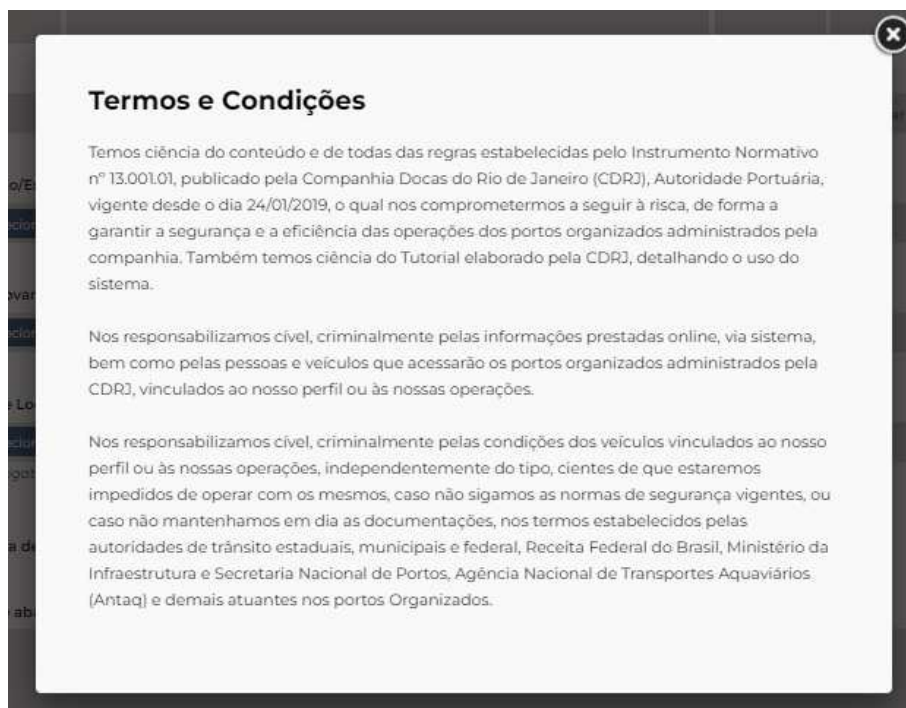 Termos e Condições
Temos ciência do conteúdo e de todas das regras estabelecidas pelo Instrumento Normativo
nº 13.001.01, publicado pela Companhia Docas do Rio de Janeiro (CDRJ), Autoridade Portuária,
vigente desde o dia 24/01/2019, o qual nos comprometermos a seguir à risca, de forma a
garantir a segurança e a eficiência das operações dos portos organizados administrados pela
companhia. Também temos ciência do Tutorial elaborado pela CDRJ, detalhando o uso do
sistema.
Nos responsabilizamos cível, criminalmente pelas informações prestadas online, via sistema,
bem como pelas pessoas e veículos que acessarão os portos organizados administrados pela
CDRJ, vinculados ao nosso perfil ou às nossas operações.
Nos responsabilizamos cível, criminalmente pelas condições dos veículos vinculados ao nosso
perfil ou às nossas operações, independentemente do tipo, cientes de que estaremos
impedidos de operar com os mesmos, caso não sigamos as normas de segurança vigentes, ou
caso não mantenhamos em dia as documentações, nos termos estabelecidos pelas
autoridades de trânsito estaduais, municipais e federal, Receita Federal do Brasil, Ministério da
Infraestrutura e Secretaria Nacional de Portos, Agência Nacional de Transportes Aquaviários
(Antaq) e demais atuantes nos portos Organizados.